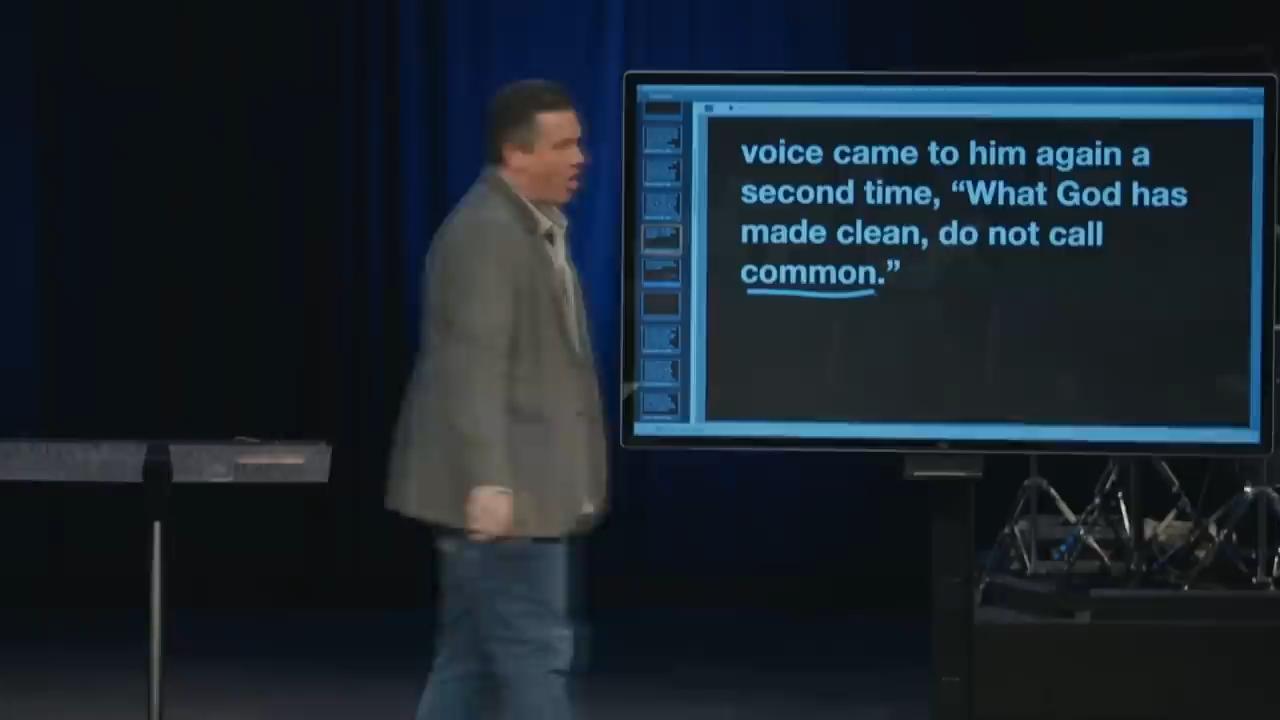 voice came to him again a
second time, “What God has
made clean, do not call
common.”